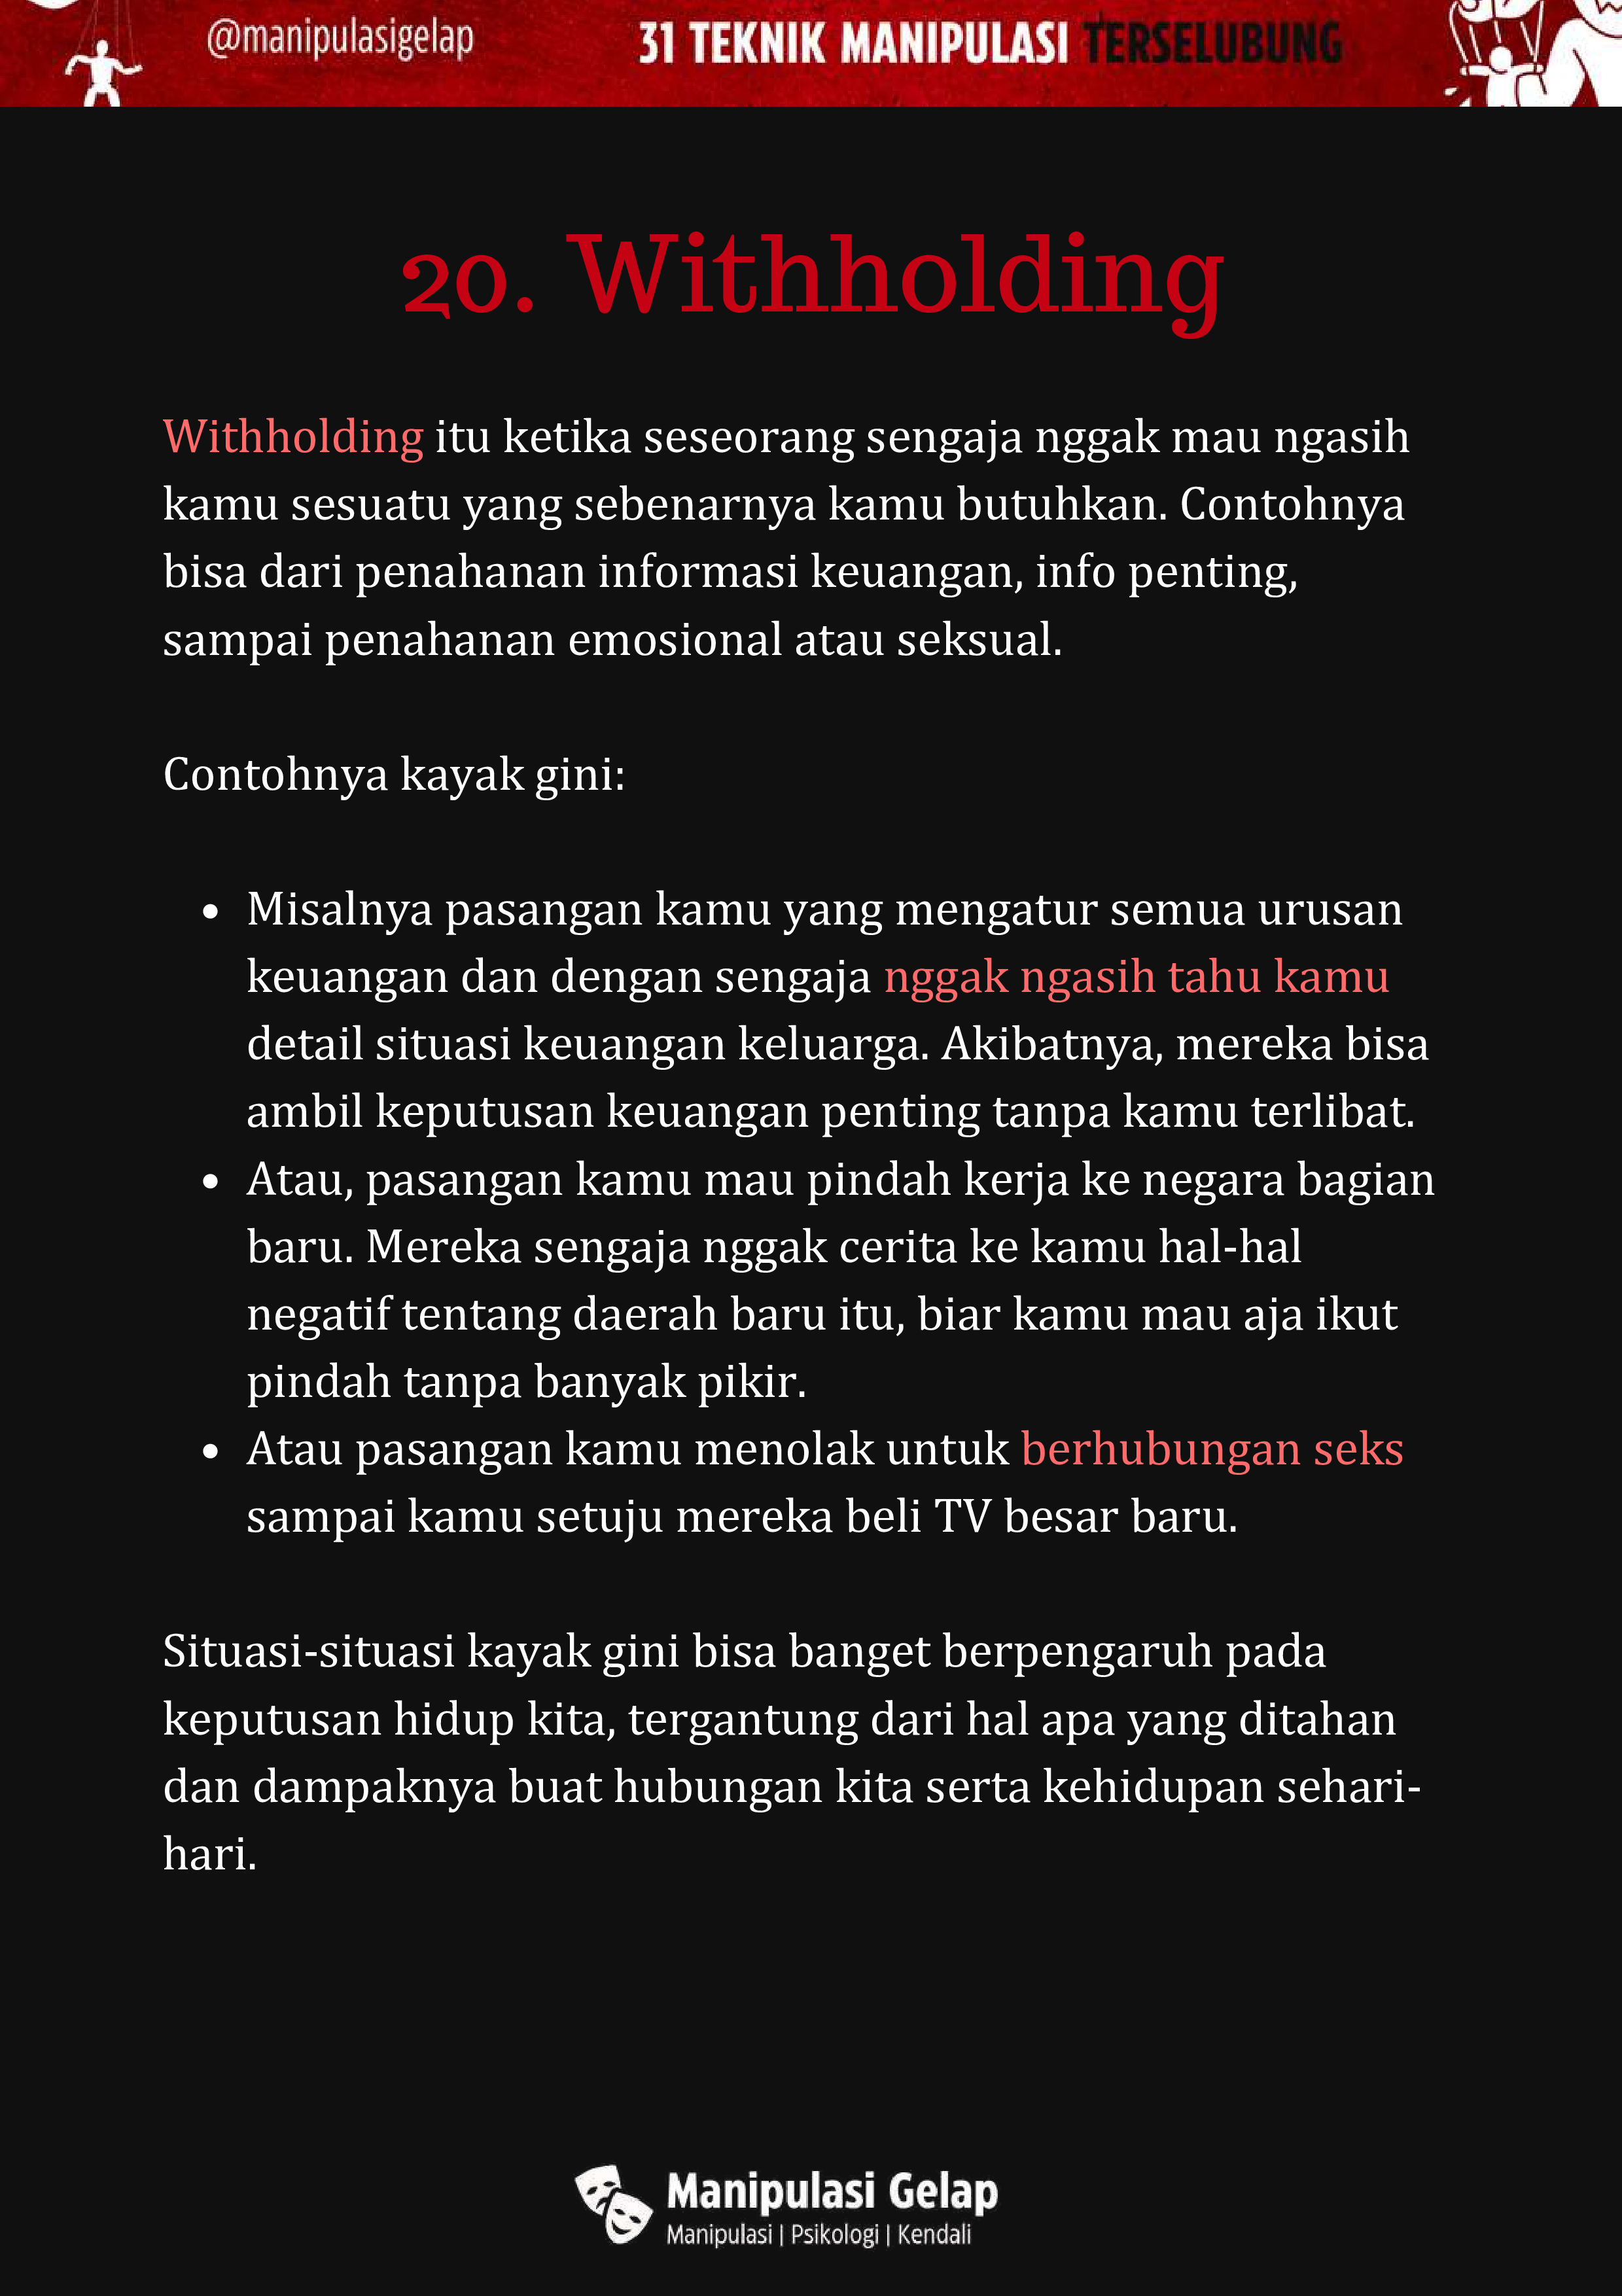 @manipulasigelap
31 TEKNIK MANIPULASI TERSELUBUNG
20. Withholding
Withholding itu ketika seseorang sengaja nggak mau ngasih
kamu sesuatu yang sebenarnya kamu butuhkan. Contohnya
bisa dari penahanan informasi keuangan, info penting,
sampai penahanan emosional atau seksual.
Contohnya kayak gini:
• Misalnya pasangan kamu yang mengatur semua urusan
keuangan dan dengan sengaja nggak ngasih tahu kamu
detail situasi keuangan keluarga. Akibatnya, mereka bisa
ambil keputusan keuangan penting tanpa kamu terlibat.
• Atau, pasangan kamu mau pindah kerja ke negara bagian
baru. Mereka sengaja nggak cerita ke kamu hal-hal
negatif tentang daerah baru itu, biar kamu mau aja ikut
pindah tanpa banyak pikir.
• Atau pasangan kamu menolak untuk berhubungan seks
sampai kamu setuju mereka beli TV besar baru.
Situasi-situasi kayak gini bisa banget berpengaruh pada
keputusan hidup kita, tergantung dari hal apa yang ditahan
dan dampaknya buat hubungan kita serta kehidupan sehari-
hari.
Manipulasi Gelap
Manipulasi | Psikologi | Kendali